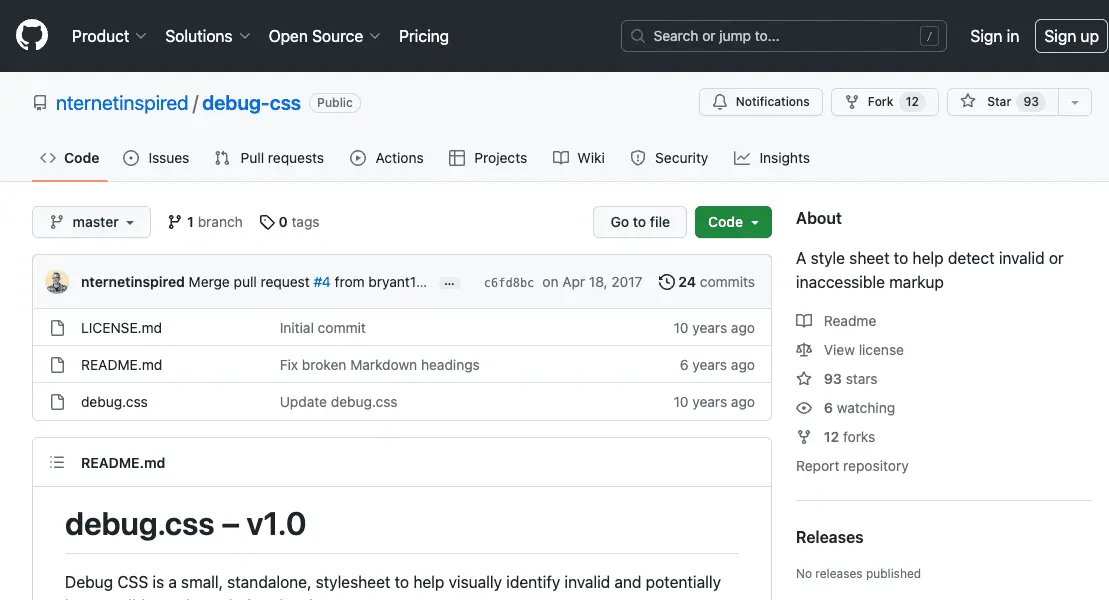 Product Solutions Open Source Pricing Search or jump to... / Sign in Sign up
nternetinspired / debug-css Public Notifications Fork 12 Star 93
Code Issues Pull requests Actions Projects Wiki Security Insights
master 1 branch 0 tags Go to file Code
nternetinspired Merge pull request #4 from bryant1... ... c6fd8bc on Apr 18, 2017 24 commits
LICENSE.md Initial commit 10 years ago
README.md Fix broken Markdown headings 6 years ago
debug.css Update debug.css 10 years ago
README.md
debug.css – v1.0
Debug CSS is a small, standalone, stylesheet to help visually identify invalid and potentially
About
A style sheet to help detect invalid or
inaccessible markup
Readme
View license
93 stars
6 watching
12 forks
Report repository
Releases
No releases published